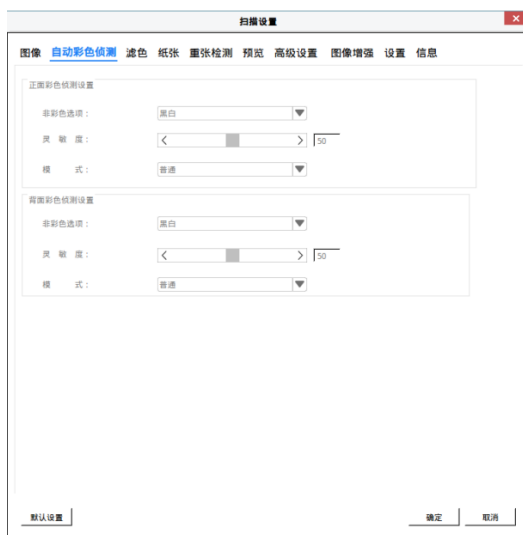 扫描设置
图像 自动彩色侦测 滤色 纸张 重张检测 预览 高级设置 图像增强 设置 信息
正面彩色侦测设置
非彩色选项： 黑白
灵 敏 度： 50
模 式： 普通
背面彩色侦测设置
非彩色选项： 黑白
灵 敏 度： 50
模 式： 普通
默认设置 确定 取消